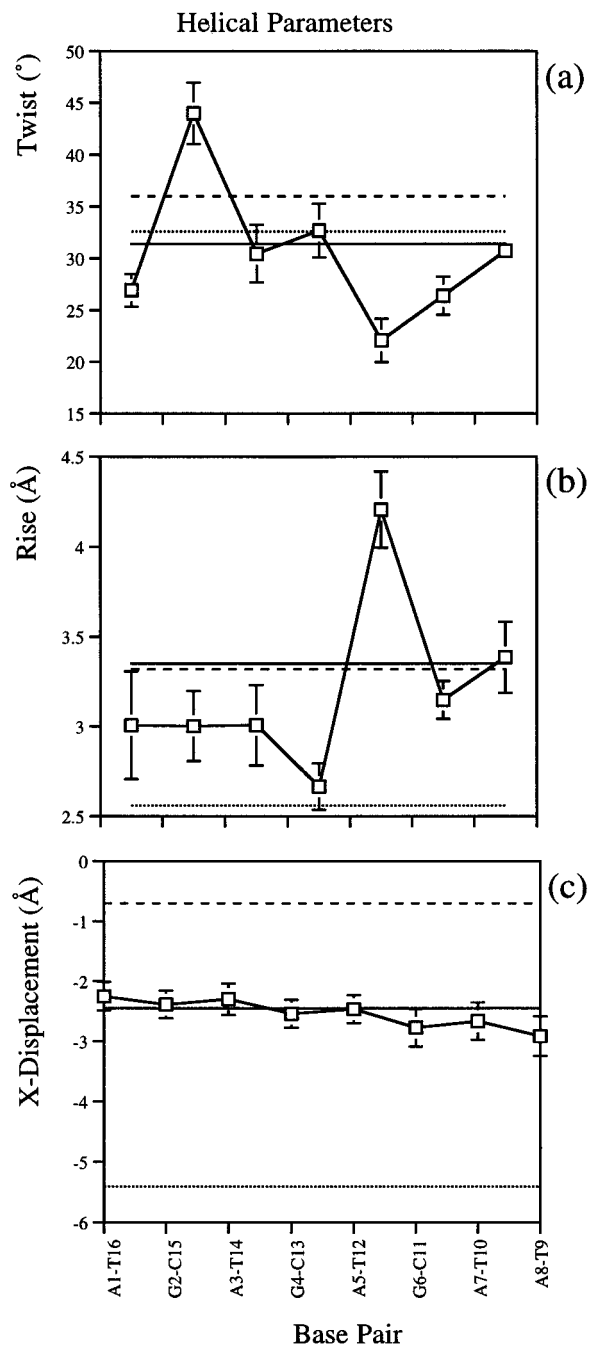 Helical Parameters
(a)
Twist (°)
50
45
40
35
30
25
20
15
(b)
Rise (Å)
4.5
4
3.5
3
2.5
(c)
X-Displacement (Å)
0
-1
-2
-3
-4
-5
-6
A1-T16
G2-C15
A3-T14
G4-C13
A5-T12
G6-C11
A7-T10
A8-T9
Base Pair